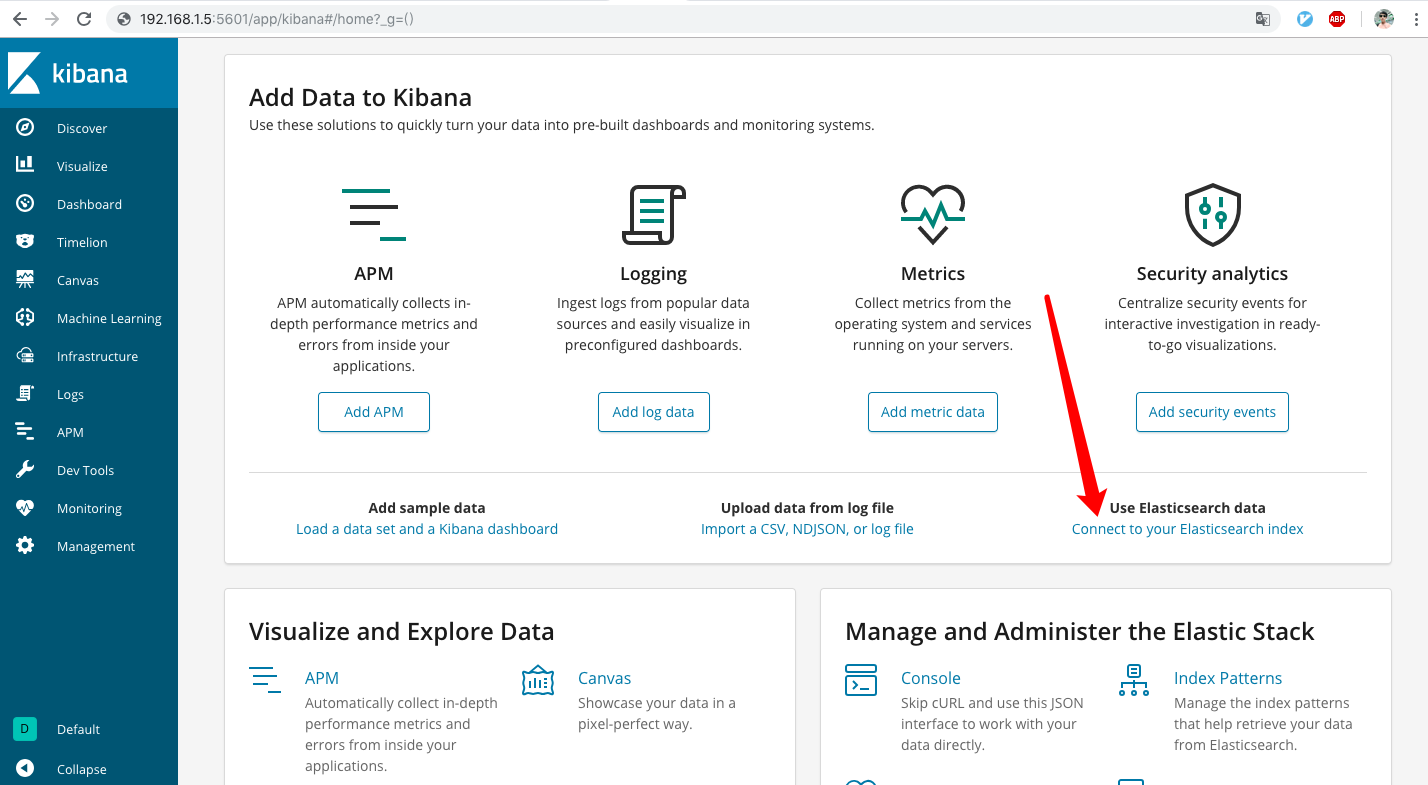 192.168.1.5:5601/app/kibana#/home?_g=()
ABP
kibana
Discover
Visualize
Dashboard
Timelion
Canvas
Machine Learning
Infrastructure
Logs
APM
Dev Tools
Monitoring
Management
D Default
Collapse
Add Data to Kibana
Use these solutions to quickly turn your data into pre-built dashboards and monitoring systems.
APM
APM automatically collects in-
depth performance metrics and
errors from inside your
applications.
Add APM
Logging
Ingest logs from popular data
sources and easily visualize in
preconfigured dashboards.
Add log data
Metrics
Collect metrics from the
operating system and services
running on your servers.
Add metric data
Security analytics
Centralize security events for
interactive investigation in ready-
to-go visualizations.
Add security events
Add sample data
Load a data set and a Kibana dashboard
Upload data from log file
Import a CSV, NDJSON, or log file
Use Elasticsearch data
Connect to your Elasticsearch index
Visualize and Explore Data
APM
Automatically collect in-depth
performance metrics and
errors from inside your
applications.
Canvas
Showcase your data in a
pixel-perfect way.
Manage and Administer the Elastic Stack
Console
Skip cURL and use this JSON
interface to work with your
data directly.
Index Patterns
Manage the index patterns
that help retrieve your data
from Elasticsearch.